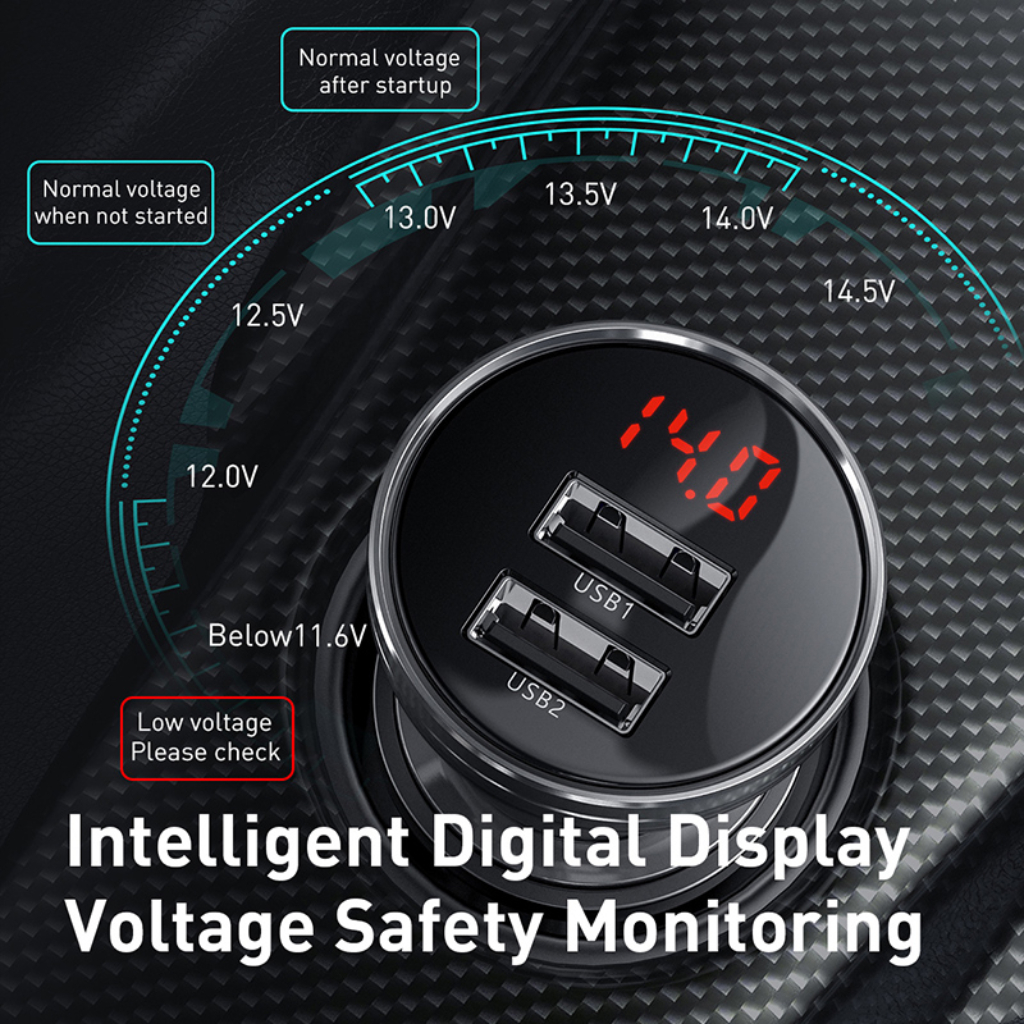 Normal voltage
after startup
Normal voltage
when not started
13.0V
13.5V
14.0V
12.5V
14.5V
14.0
12.0V
USB1
Below11.6V
USB2
Low voltage
Please check
Intelligent Digital Display
Voltage Safety Monitoring